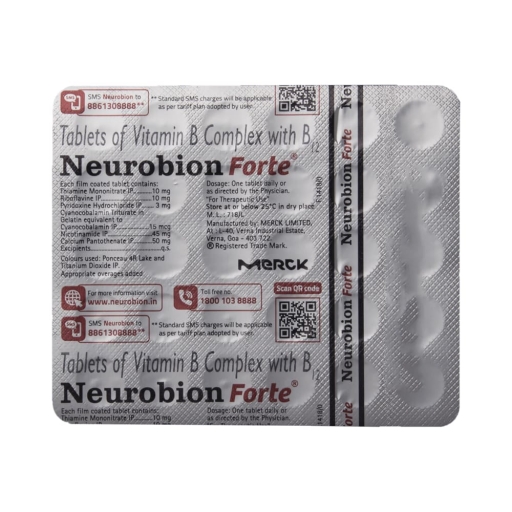 SMS Neurobion to
8861308888**
** Standard SMS charges will be applicable
as per tariff plan adopted by user.
Tablets of Vitamin B Complex with B12
Neurobion Forte®
Each film coated tablet contains:
Thiamine Mononitrate IP.........10 mg
Riboflavine IP.........10 mg
Pyridoxine Hydrochloride IP.... 3 mg
Cyanocobalamin Triturate in
Gelatin equivalent to
Cyanocobalamin IP.........15 mcg
Nicotinamide IP.........45 mg
Calcium Pantothenate IP.........50 mg
Excipients.........q.s.
Colours used: Ponceau 4R Lake and
Titanium Dioxide IP
Appropriate overages added
Dosage: One tablet daily or
as directed by the Physician.
"For Therapeutic Use"
Store at or below 25°C in dry place.
M. L.: 718/L
Manufactured by: MERCK LIMITED,
At : L-40, Verna Industrial Estate,
Verna, Goa - 403 722.
® Registered Trade Mark.
MERCK
For more information visit
www.neurobion.in
Toll free no.
1800 103 8888
Scan QR code
SMS Neurobion to
8861308888**
** Standard SMS charges will be applicable
as per tariff plan adopted by user.
Tablets of Vitamin B Complex with B12
Neurobion Forte®
Each film coated tablet contains:
Thiamine Mononitrate IP.........10 mg
Dosage: One tablet daily or
as directed by the Physician.
Neurobion Forte
Neurobion Forte
Forte